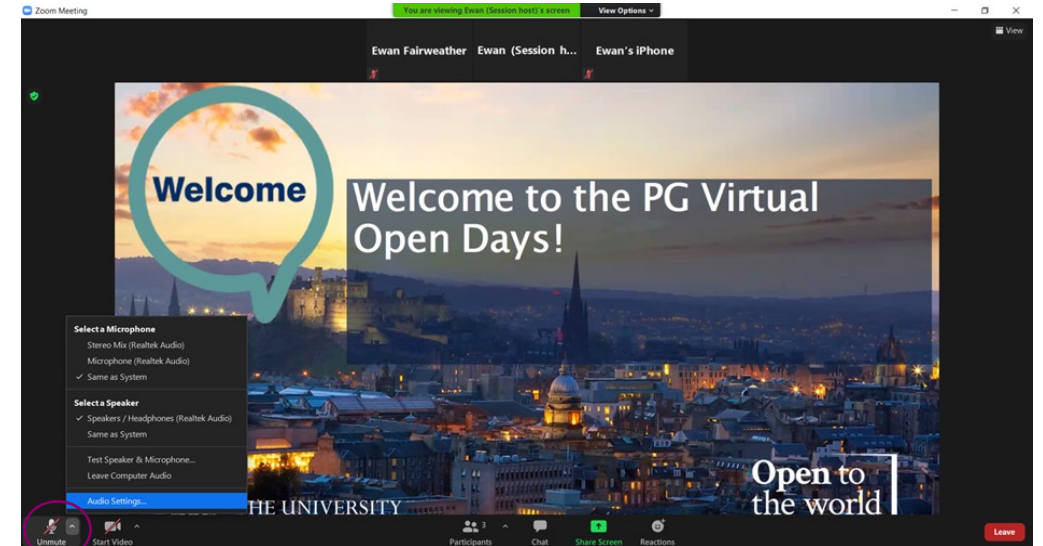 Zoom Meeting
You are viewing Ewan (Session host)'s screen
View Options
View
Ewan Fairweather
Ewan (Session h...
Ewan's iPhone
Welcome
Welcome to the PG Virtual
Open Days!
Select a Microphone
Stereo Mix (Realtek Audio)
Microphone (Realtek Audio)
✓ Same as System
Select a Speaker
✓ Speakers / Headphones (Realtek Audio)
Same as System
Test Speaker & Microphone...
Leave Computer Audio
Audio Settings...
HE UNIVERSITY
Open to
the world
Unmute
Start Video
3
Participants
Chat
Share Screen
Reactions
Leave